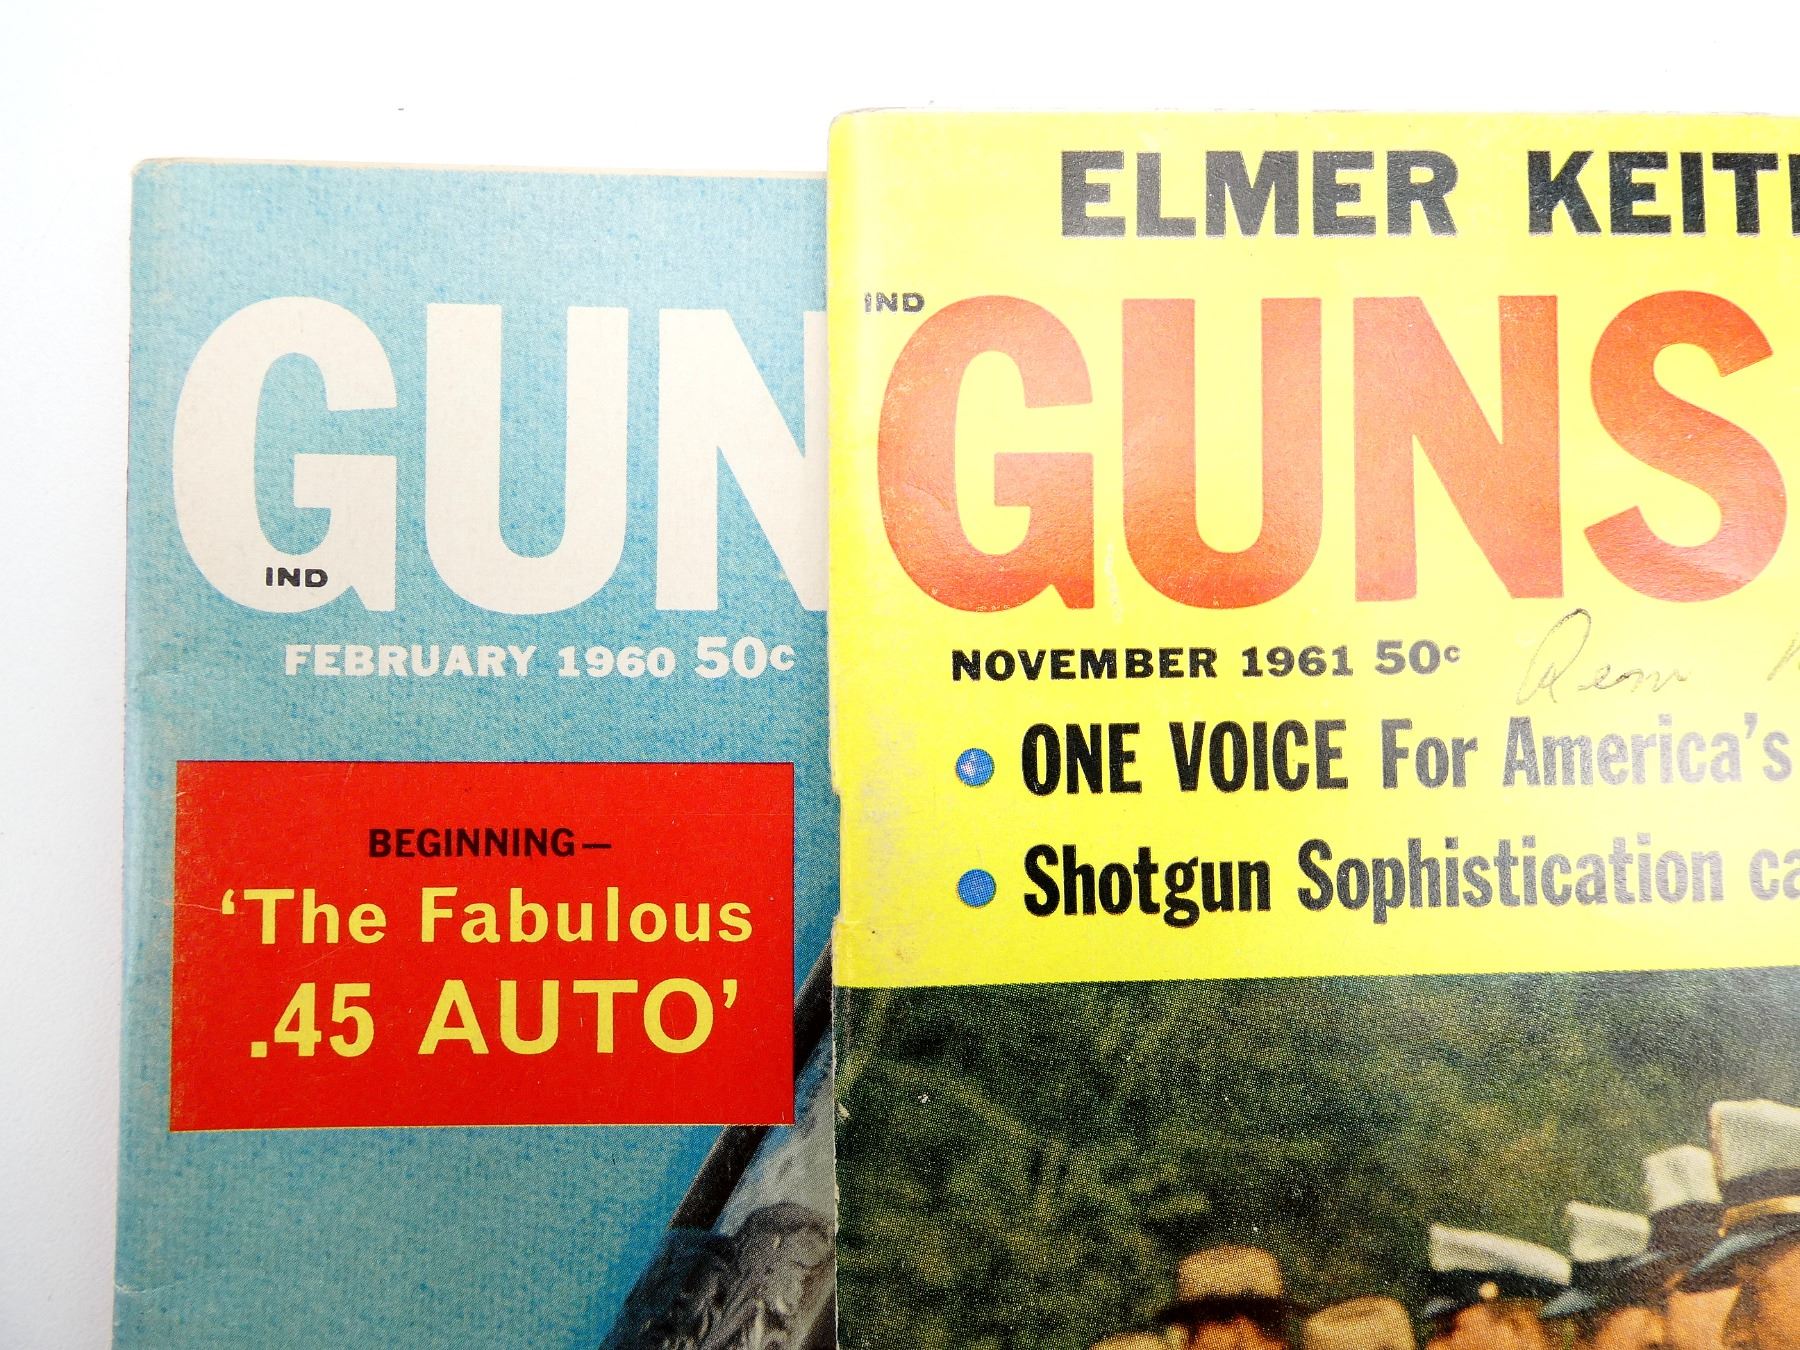 GUN
IND
FEBRUARY 1960 50c
BEGINNING—
‘The Fabulous
.45 AUTO’
ELMER KEIT
IND
GUNS
NOVEMBER 1961 50c
Rem
ONE VOICE For America's
Shotgun Sophistication ca